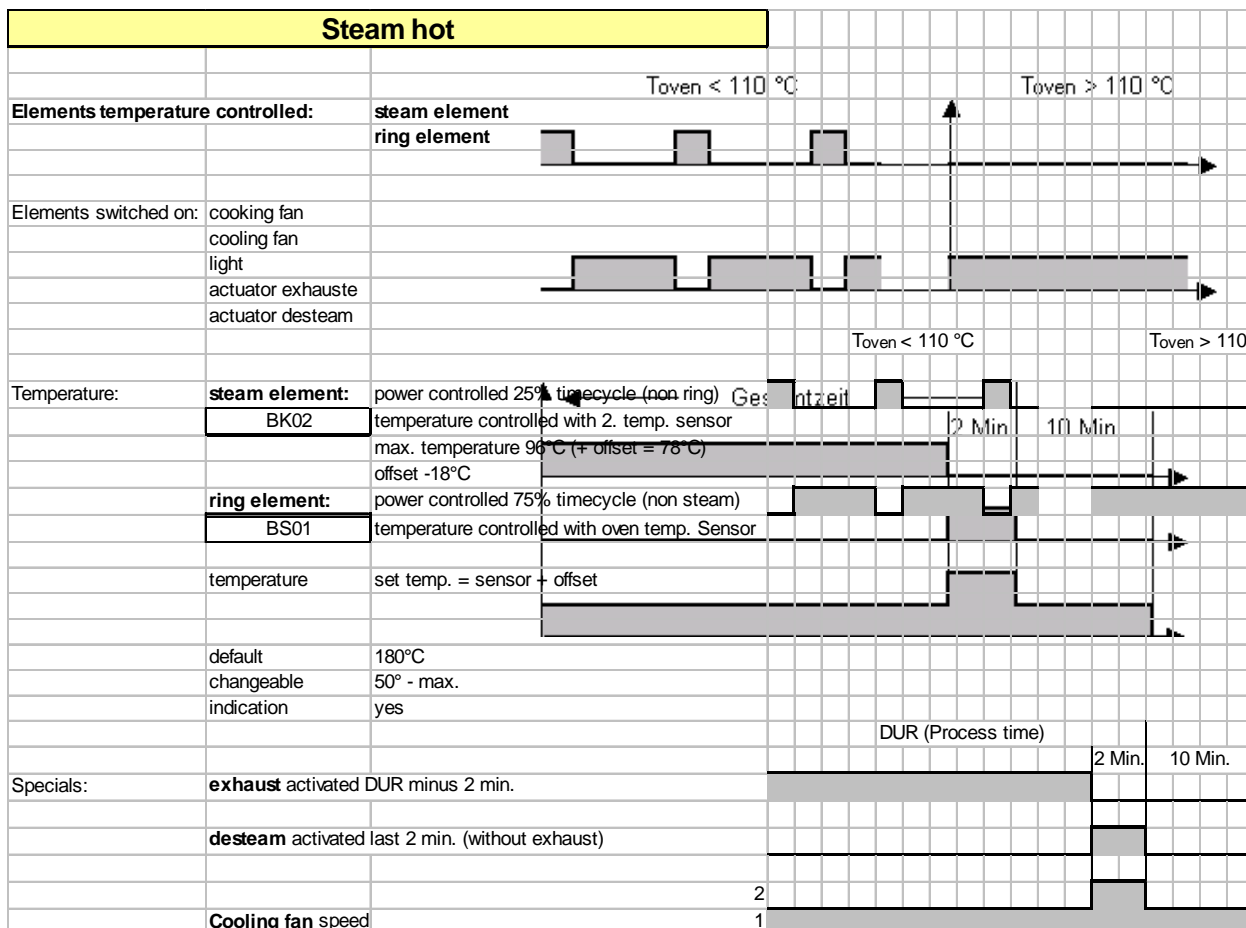 Steam hot
Toven < 110 °C Toven > 110 °C
Elements temperature controlled: steam element
ring element
Elements switched on: cooking fan
cooling fan
light
actuator exhauste
actuator desteam
Toven < 110 °C Toven > 110
Temperature: steam element: power controlled 25% timecycle (non ring)
BK02 temperature controlled with 2. temp. sensor
2 Min 10 Min
max. temperature 96°C (+ offset = 78°C)
offset -18°C
ring element: power controlled 75% timecycle (non steam)
BS01 temperature controlled with oven temp. Sensor
temperature set temp. = sensor + offset
default 180°C
changeable 50° - max.
indication yes
DUR (Process time)
2 Min. 10 Min.
Specials: exhaust activated DUR minus 2 min.
desteam activated last 2 min. (without exhaust)
2
Cooling fan speed 1